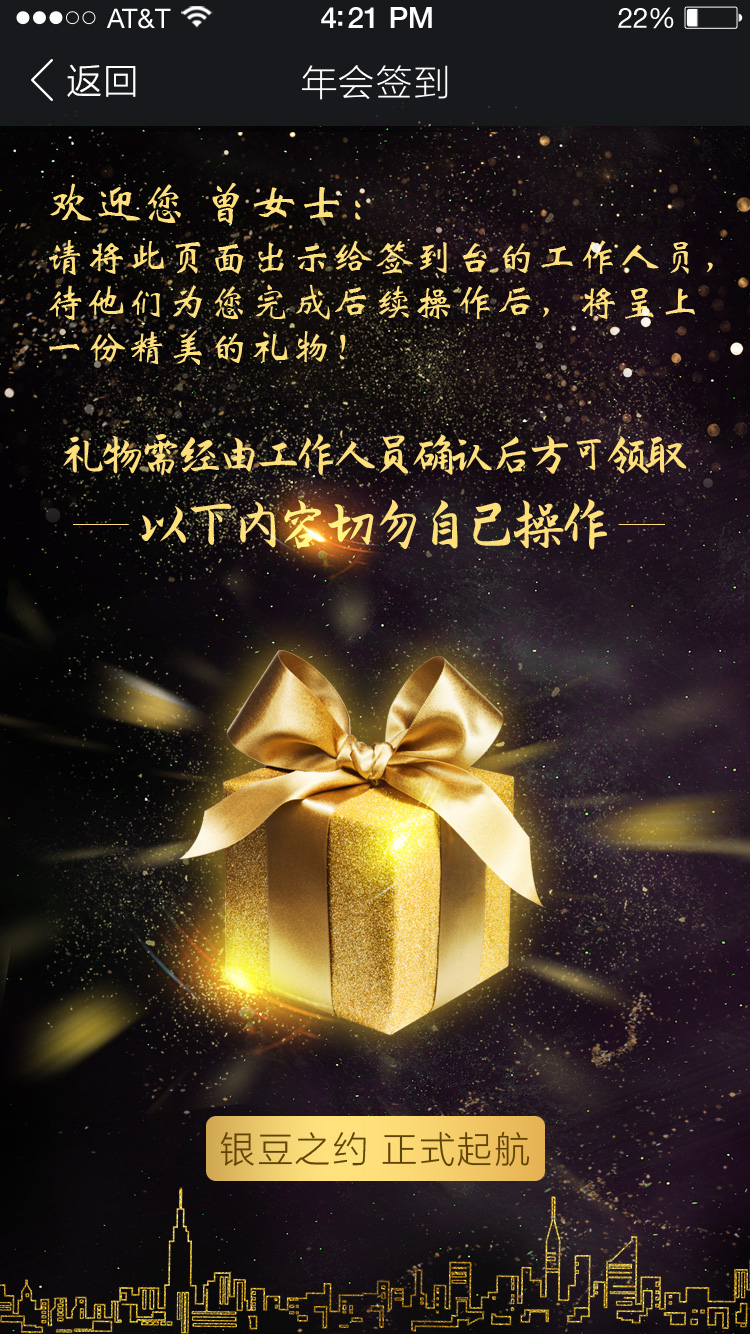 AT&T 4:21 PM 22%
返回 年会签到
欢迎您 曾女士：
请将此页面出示给签到台的工作人员，
待他们为您完成后续操作后，将呈上
一份精美的礼物！
礼物需经由工作人员确认后方可领取
以下内容切勿自己操作
银豆之约 正式起航